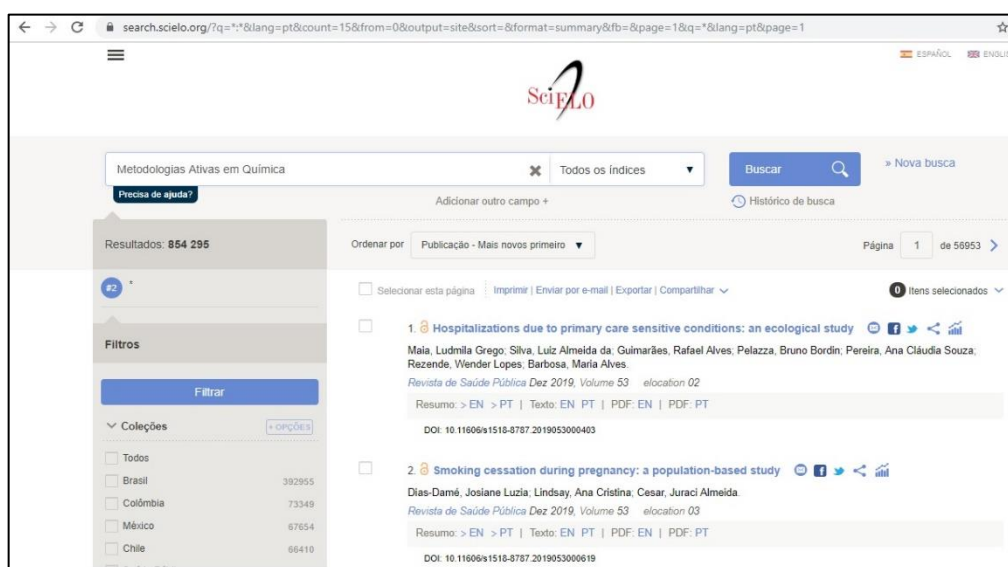 search.scielo.org/?q=*:*&lang=pt&count=15&from=0&output=site&sort=&format=summary&fb=&page=1&q=*&lang=pt&page=1
ESPAÑOL ENGLIS
SciELO
Metodologias Ativas em Química
Todos os índices
Buscar
» Nova busca
Precisa de ajuda?
Adicionar outro campo +
Histórico de busca
Resultados: 854 295
Ordenar por Publicação - Mais novos primeiro
Página 1 de 56953
#2 *
Selecionar esta página Imprimir | Enviar por e-mail | Exportar | Compartilhar
0 Itens selecionados
Filtros
Filtrar
Coleções + OPÇÕES
Todos
Brasil 392955
Colômbia 73349
México 67654
Chile 66410
1. Hospitalizations due to primary care sensitive conditions: an ecological study
Maia, Ludmila Grego; Silva, Luiz Almeida da; Guimarães, Rafael Alves; Pelazza, Bruno Bordin; Pereira, Ana Cláudia Souza;
Rezende, Wender Lopes; Barbosa, Maria Alves.
Revista de Saúde Pública Dez 2019, Volume 53 elocation 02
Resumo: > EN > PT | Texto: EN PT | PDF: EN | PDF: PT
DOI: 10.11606/s1518-8787.2019053000403
2. Smoking cessation during pregnancy: a population-based study
Dias-Damé, Josiane Luzia; Lindsay, Ana Cristina; Cesar, Juraci Almeida.
Revista de Saúde Pública Dez 2019, Volume 53 elocation 03
Resumo: > EN > PT | Texto: EN PT | PDF: EN | PDF: PT
DOI: 10.11606/s1518-8787.2019053000619